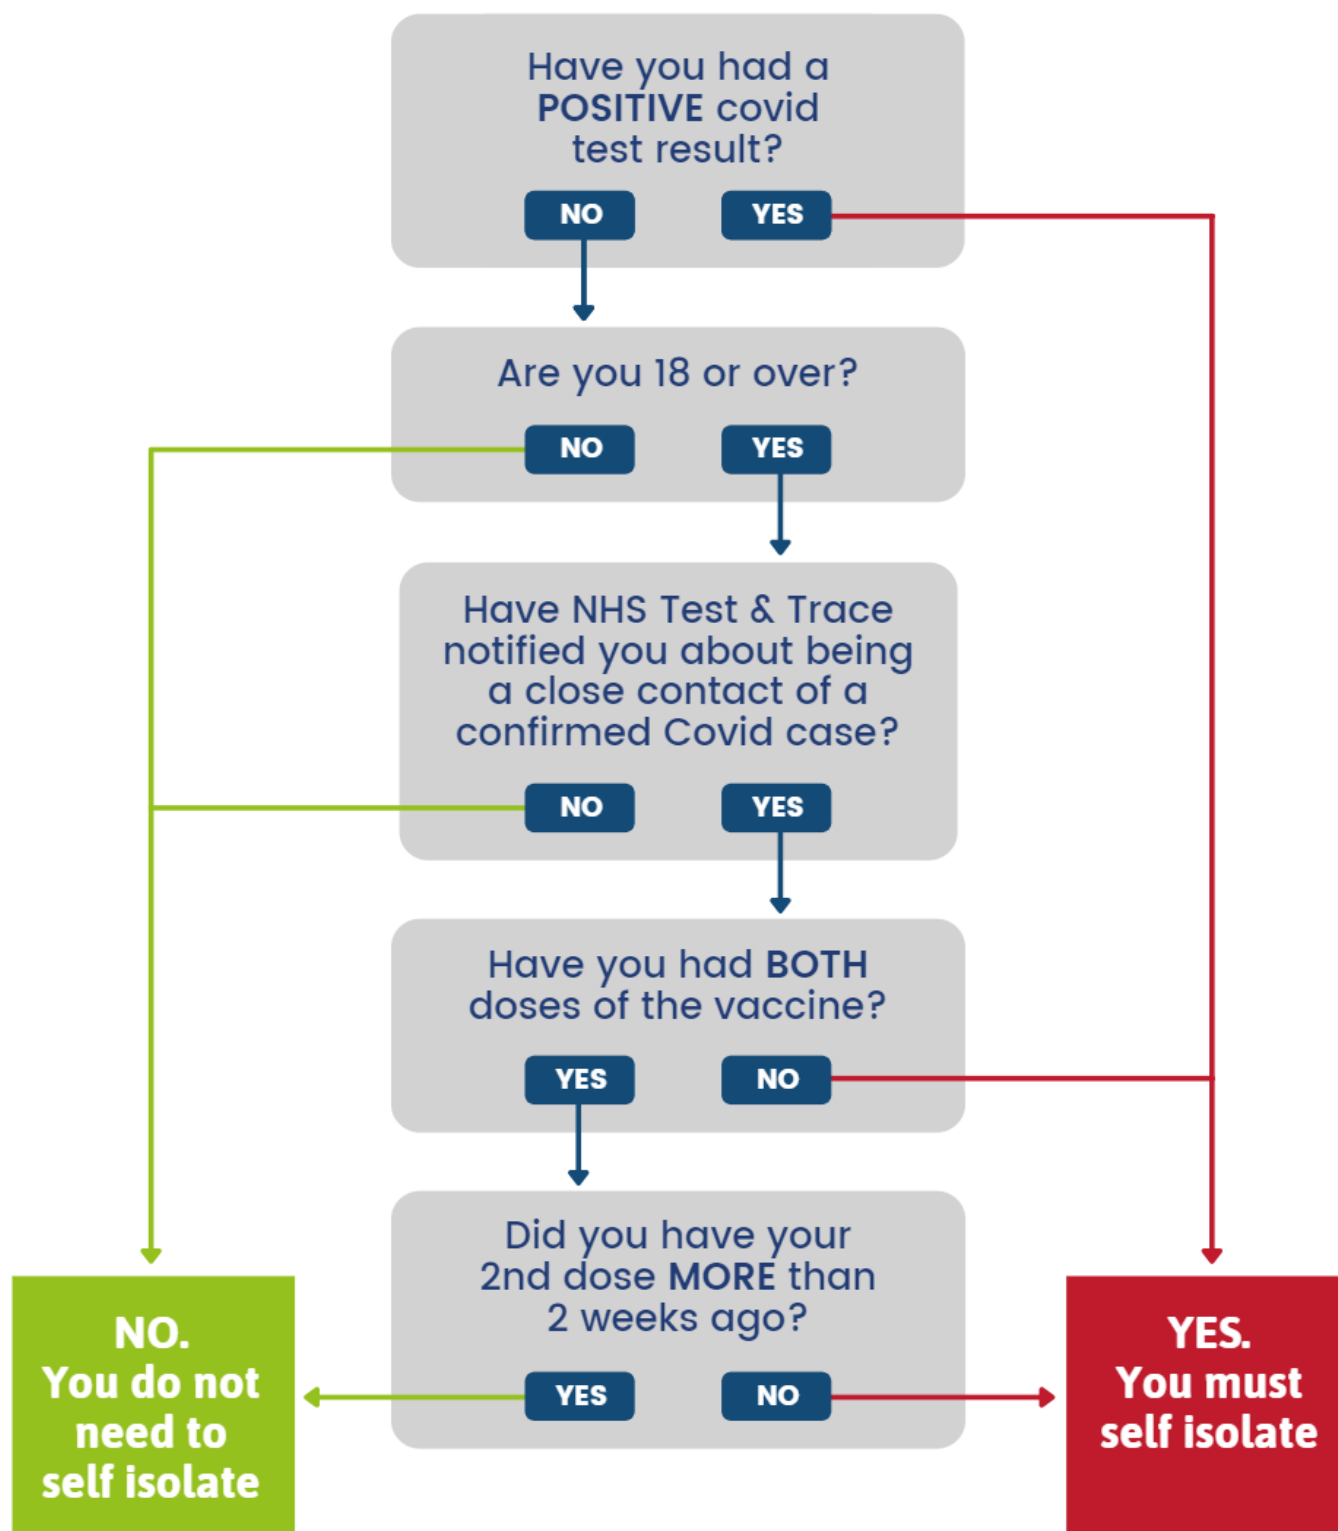 Have you had a
POSITIVE covid
test result?
NO YES
Are you 18 or over?
NO YES
Have NHS Test & Trace
notified you about being
a close contact of a
confirmed Covid case?
NO YES
Have you had BOTH
doses of the vaccine?
YES NO
Did you have your
2nd dose MORE than
2 weeks ago?
YES NO
NO.
You do not
need to
self isolate
YES.
You must
self isolate